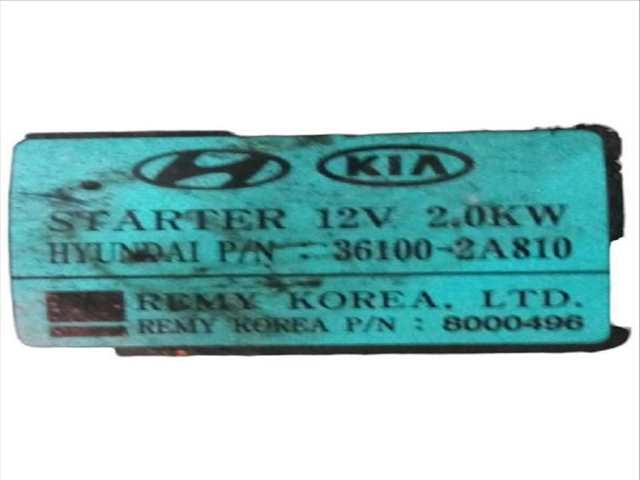 KIA
STARTER 12V 2.0KW
HYUNDAI P/N : 36100-2A810
REMY KOREA, LTD.
REMY KOREA P/N : 8000496